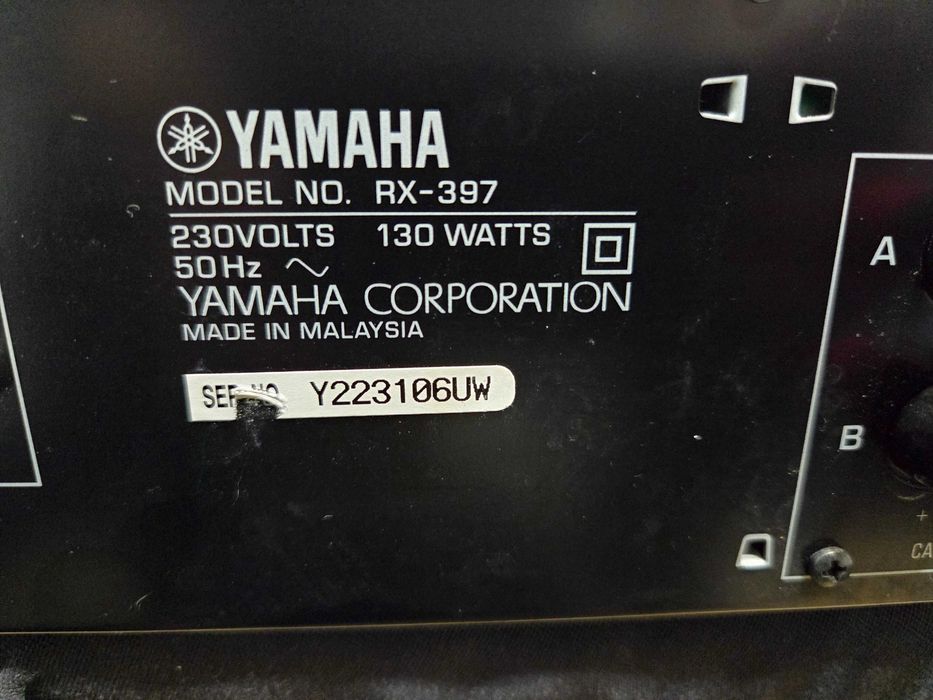 YAMAHA
MODEL NO. RX-397
230VOLTS 130 WATTS
50Hz ~
YAMAHA CORPORATION
MADE IN MALAYSIA
Y223106UW
A
B
+